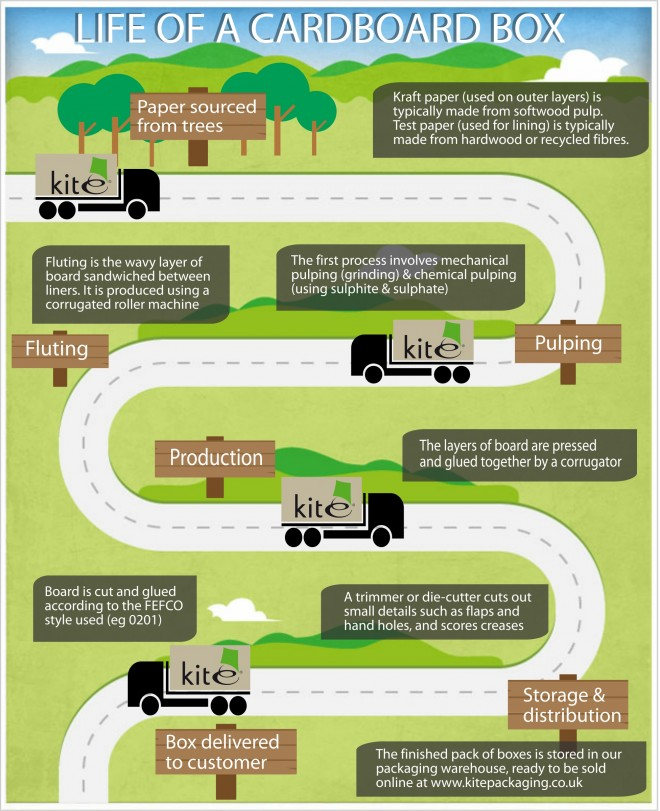 LIFE OF A CARDBOARD BOX
Paper sourced
from trees
Kraft paper (used on outer layers) is
typically made from softwood pulp.
Test paper (used for lining) is typically
made from hardwood or recycled fibres.
kite
The first process involves mechanical
pulping (grinding) & chemical pulping
(using sulphite & sulphate)
Pulping
kite
Fluting is the wavy layer of
board sandwiched between
liners. It is produced using a
corrugated roller machine
Fluting
Production
The layers of board are pressed
and glued together by a corrugator
kite
A trimmer or die-cutter cuts out
small details such as flaps and
hand holes, and scores creases
Board is cut and glued
according to the FEFCO
style used (eg 0201)
kite
Storage &
distribution
The finished pack of boxes is stored in our
packaging warehouse, ready to be sold
online at www.kitepackaging.co.uk
Box delivered
to customer